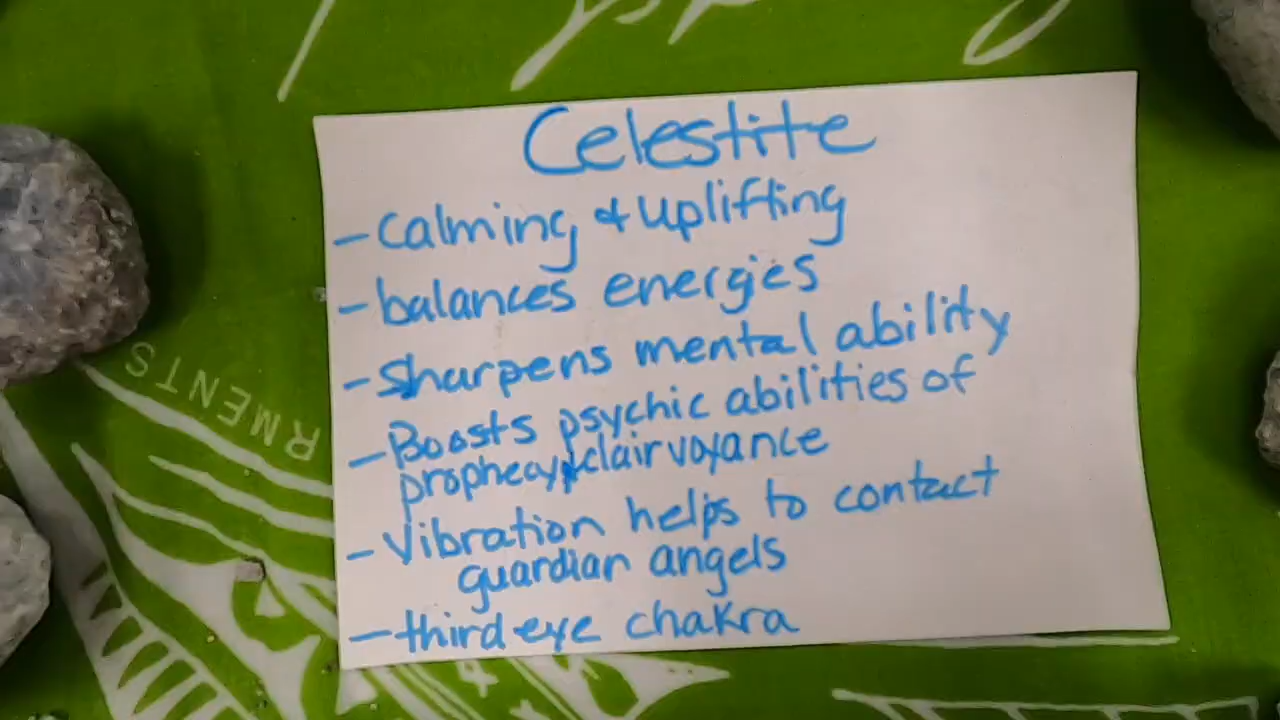 Celestite
- Calming & Uplifting
- balances energies
- sharpens mental ability
- Boosts psychic abilities of
prophecy & clairvoyance
- Vibration helps to contact
guardian angels
- third eye chakra
RMENTS